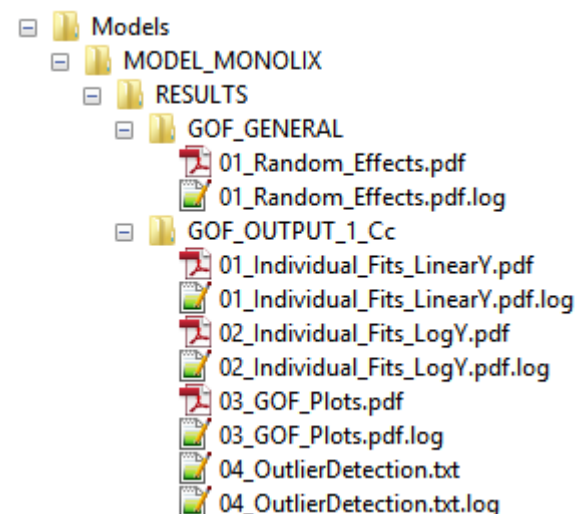 Models
MODEL_MONOLIX
RESULTS
GOF_GENERAL
01_Random_Effects.pdf
01_Random_Effects.pdf.log
GOF_OUTPUT_1_Cc
01_Individual_Fits_LinearY.pdf
01_Individual_Fits_LinearY.pdf.log
02_Individual_Fits_LogY.pdf
02_Individual_Fits_LogY.pdf.log
03_GOF_Plots.pdf
03_GOF_Plots.pdf.log
04_OutlierDetection.txt
04_OutlierDetection.txt.log